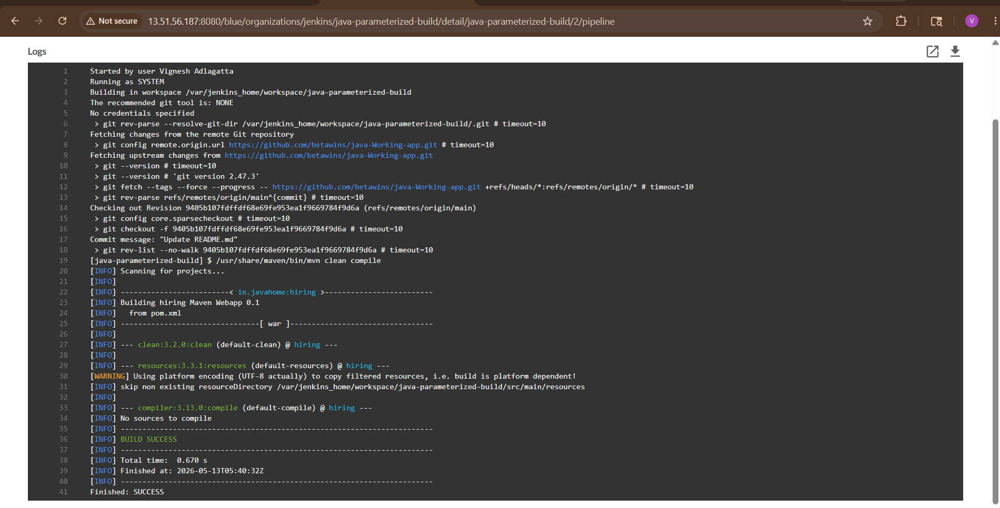 Not secure 13.51.56.187:8080/blue/organizations/jenkins/java-parameterized-build/detail/java-parameterized-build/2/pipeline
V
Logs
1 Started by user Vignesh Adlagatta
2 Running as SYSTEM
3 Building in workspace /var/jenkins_home/workspace/java-parameterized-build
4 The recommended git tool is: NONE
5 No credentials specified
6 > git rev-parse --resolve-git-dir /var/jenkins_home/workspace/java-parameterized-build/.git # timeout=10
7 Fetching changes from the remote Git repository
8 > git config remote.origin.url https://github.com/betawins/java-Working-app.git # timeout=10
9 Fetching upstream changes from https://github.com/betawins/java-Working-app.git
10 > git --version # timeout=10
11 > git --version # 'git version 2.47.3'
12 > git fetch --tags --force --progress -- https://github.com/betawins/java-Working-app.git +refs/heads/*:refs/remotes/origin/* # timeout=10
13 > git rev-parse refs/remotes/origin/main^{commit} # timeout=10
14 Checking out Revision 9405b107fdffdf68e69fe953ea1f9669784f9d6a (refs/remotes/origin/main)
15 > git config core.sparsecheckout # timeout=10
16 > git checkout -f 9405b107fdffdf68e69fe953ea1f9669784f9d6a # timeout=10
17 Commit message: "Update README.md"
18 > git rev-list --no-walk 9405b107fdffdf68e69fe953ea1f9669784f9d6a # timeout=10
19 [java-parameterized-build] $ /usr/share/maven/bin/mvn clean compile
20 [INFO] Scanning for projects...
21 [INFO]
22 [INFO] -------------------------< in.javahome:hiring >-------------------------
23 [INFO] Building hiring Maven Webapp 0.1
24 [INFO]   from pom.xml
25 [INFO] --------------------------------[ war ]---------------------------------
26 [INFO]
27 [INFO] --- clean:3.2.0:clean (default-clean) @ hiring ---
28 [INFO]
29 [INFO] --- resources:3.3.1:resources (default-resources) @ hiring ---
30 [WARNING] Using platform encoding (UTF-8 actually) to copy filtered resources, i.e. build is platform dependent!
31 [INFO] skip non existing resourceDirectory /var/jenkins_home/workspace/java-parameterized-build/src/main/resources
32 [INFO]
33 [INFO] --- compiler:3.13.0:compile (default-compile) @ hiring ---
34 [INFO] No sources to compile
35 [INFO] ------------------------------------------------------------------------
36 [INFO] BUILD SUCCESS
37 [INFO] ------------------------------------------------------------------------
38 [INFO] Total time:  0.670 s
39 [INFO] Finished at: 2026-05-13T05:40:32Z
40 [INFO] ------------------------------------------------------------------------
41 Finished: SUCCESS